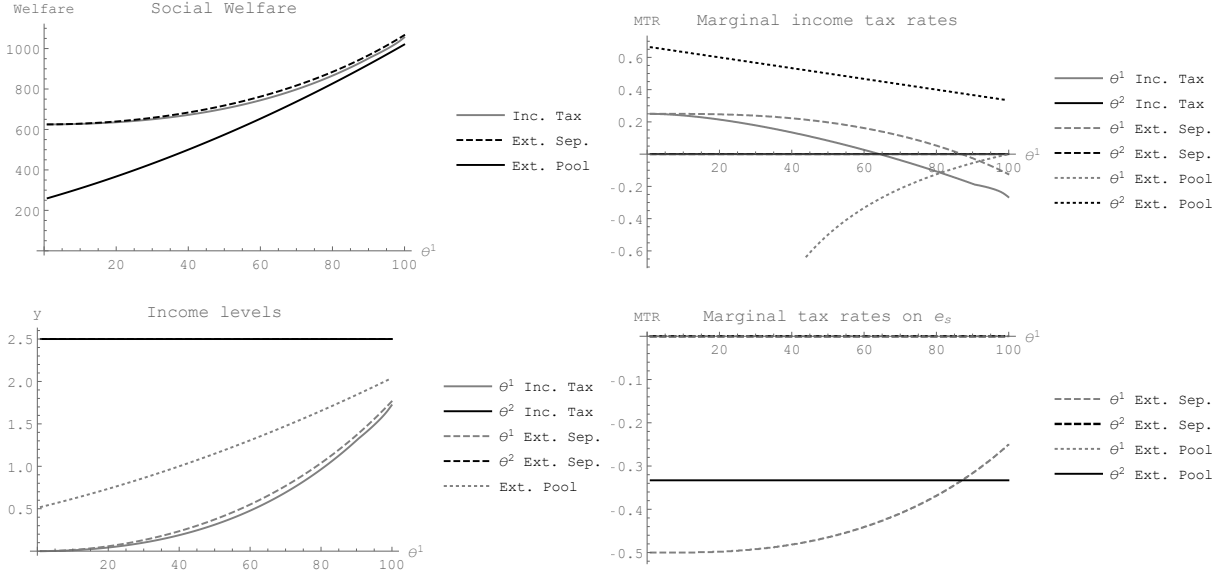 Social Welfare
Welfare
1000
800
600
400
200
20 40 60 80 100
θ¹
Inc. Tax
Ext. Sep.
Ext. Pool
Marginal income tax rates
MTR
0.6
0.4
0.2
-0.2
-0.4
-0.6
20 40 60 80 100
θ¹
θ¹ Inc. Tax
θ² Inc. Tax
θ¹ Ext. Sep.
θ² Ext. Sep.
θ¹ Ext. Pool
θ² Ext. Pool
Income levels
y
2.5
2.0
1.5
1.0
0.5
20 40 60 80 100
θ¹
θ¹ Inc. Tax
θ² Inc. Tax
θ¹ Ext. Sep.
θ² Ext. Sep.
Ext. Pool
Marginal tax rates on eₛ
MTR
20 40 60 80 100
θ¹
-0.1
-0.2
-0.3
-0.4
-0.5
θ¹ Ext. Sep.
θ² Ext. Sep.
θ¹ Ext. Pool
θ² Ext. Pool